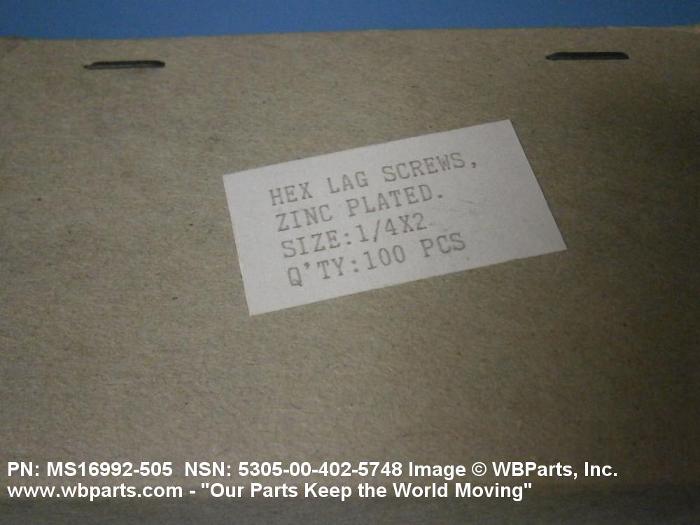 HEX LAG SCREWS,
ZINC PLATED.
SIZE:1/4X2
Q'TY:100 PCS
PN: MS16992-505 NSN: 5305-00-402-5748 Image © WBParts, Inc.
www.wbparts.com - "Our Parts Keep the World Moving"